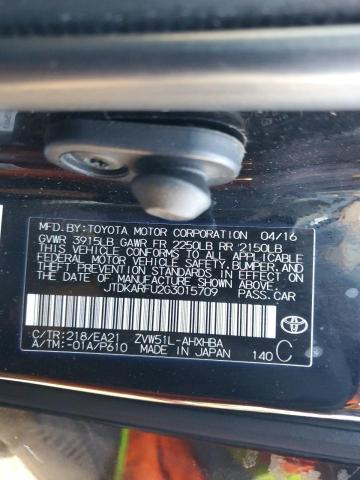 MFD.BY:TOYOTA MOTOR CORPORATION 04/16
GVWR 3915LB GAWR FR 2250LB RR 2150LB
THIS VEHICLE CONFORMS TO ALL APPLICABLE
FEDERAL MOTOR VEHICLE SAFETY, BUMPER, AND
THEFT PREVENTION STANDARDS IN EFFECT ON
THE DATE OF MANUFACTURE SHOWN ABOVE.
JTDKARFU2G3015709 PASS.CAR
C/TR:218/EA21 ZVW51L-AHXHBA
A/TM:-01A/P610 MADE IN JAPAN 140 C
TOYOTA